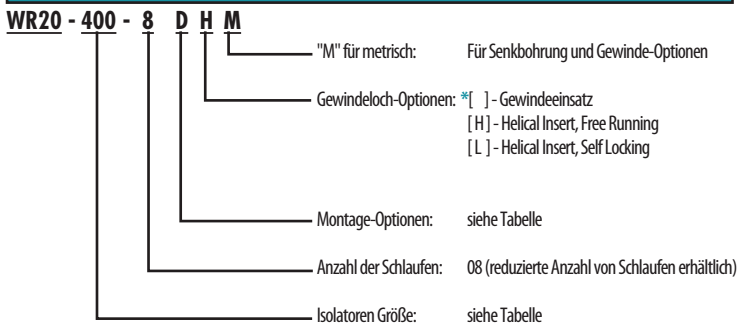 WR20 - 400 - 8 D H M
"M" für metrisch: Für Senkbohrung und Gewinde-Optionen
Gewindeloch-Optionen: *[ ] - Gewindeeinsatz
[ H ] - Helical Insert, Free Running
[ L ] - Helical Insert, Self Locking
Montage-Optionen: siehe Tabelle
Anzahl der Schlaufen: 08 (reduzierte Anzahl von Schlaufen erhältlich)
Isolatoren Größe: siehe Tabelle